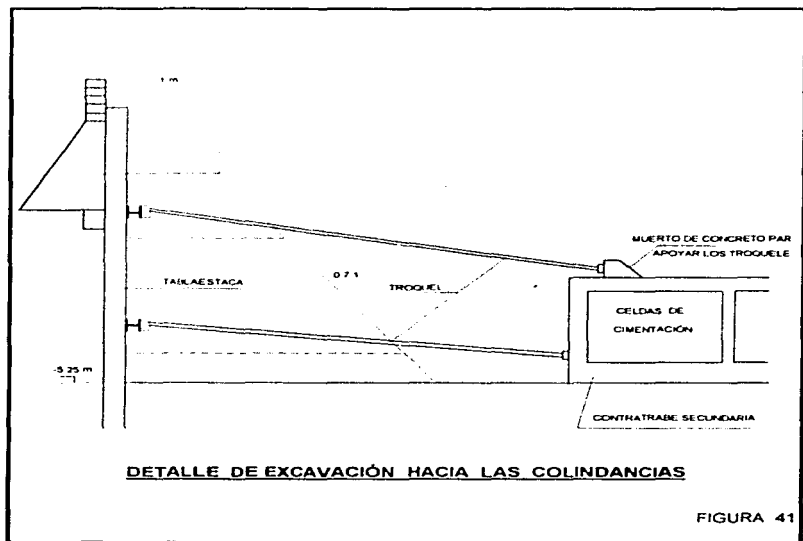 1 m
MUERTO DE CONCRETO PAR
APOYAR LOS TROQUELE
TABLAESTACA
0.7:1
TROQUEL
CELDAS DE
CIMENTACIÓN
-5.25 m
CONTRATRABE SECUNDARIA
DETALLE DE EXCAVACIÓN HACIA LAS COLINDANCIAS
FIGURA 41